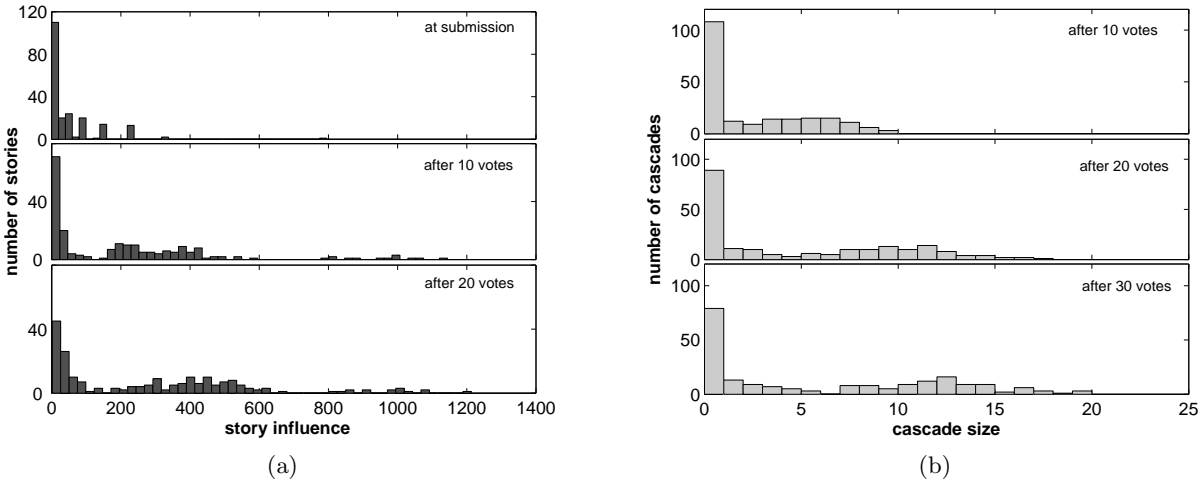 120
80
40
0
at submission
40
0
after 10 votes
40
0
after 20 votes
0 200 400 600 800 1000 1200 1400
number of stories
story influence
(a)
100
50
0
after 10 votes
100
50
0
after 20 votes
100
50
0
after 30 votes
0 5 10 15 20 25
number of cascades
cascade size
(b)